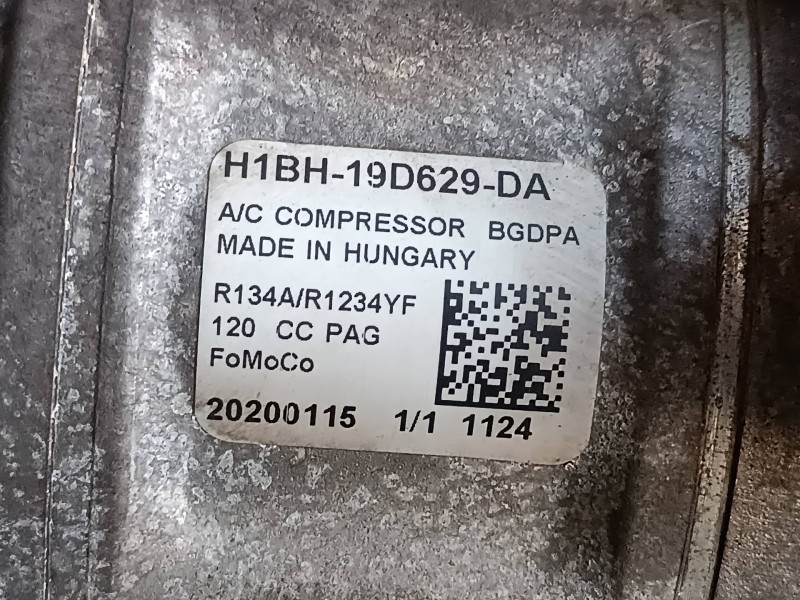 H1BH-19D629-DA
A/C COMPRESSOR BGDPA
MADE IN HUNGARY
R134A/R1234YF
120 CC PAG
FoMoCo
20200115 1/1 1124